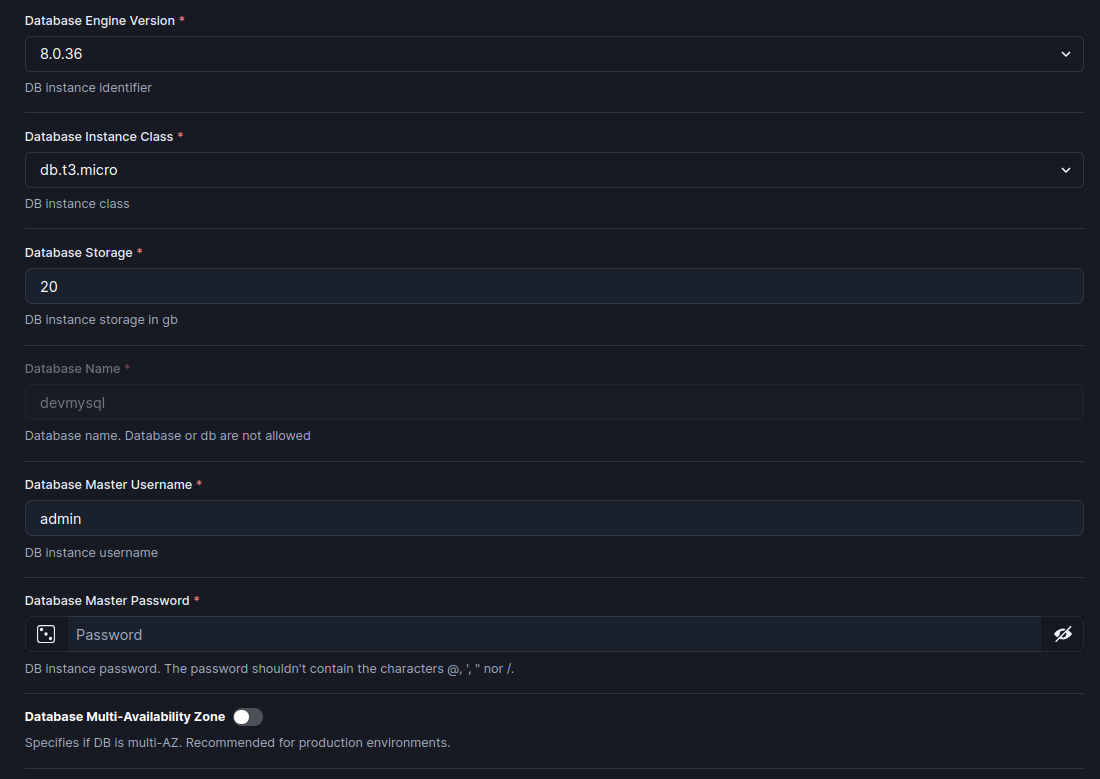 Database Engine Version *
8.0.36
DB instance identifier
Database Instance Class *
db.t3.micro
DB instance class
Database Storage *
20
DB instance storage in gb
Database Name *
devmysql
Database name. Database or db are not allowed
Database Master Username *
admin
DB instance username
Database Master Password *
Password
DB instance password. The password shouldn't contain the characters @, ', " nor /.
Database Multi-Availability Zone
Specifies if DB is multi-AZ. Recommended for production environments.